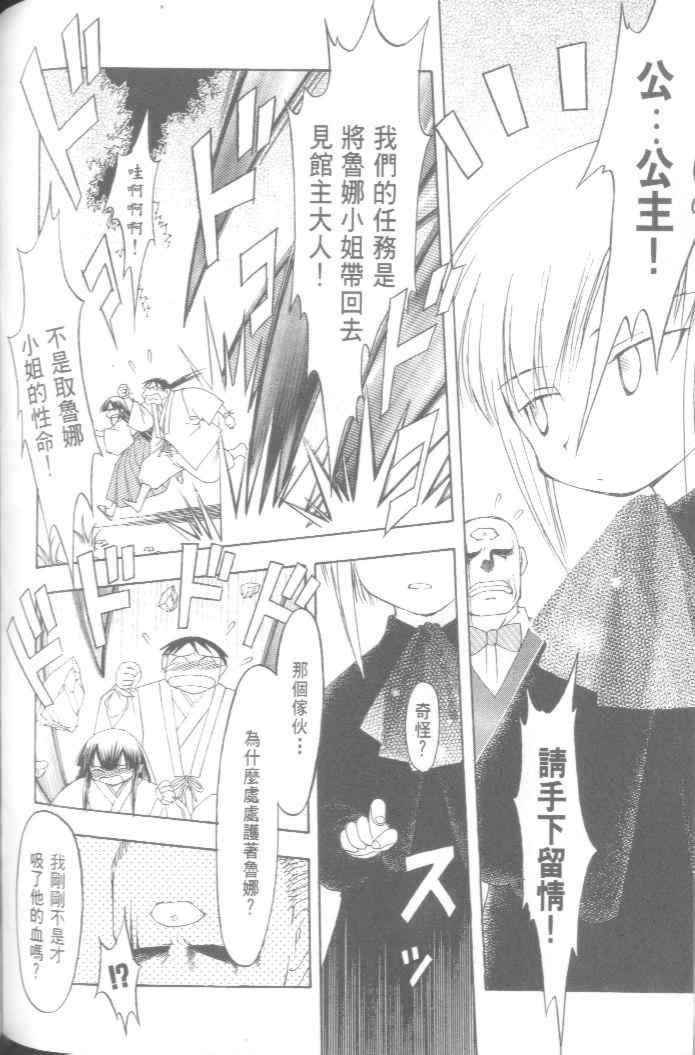 公…公主！
請手下留情！
我們的任務是
將魯娜小姐帶回去
見館主大人！
不是取魯娜
小姐的性命！
哇啊啊啊！
ドドド
ドド
奇怪？
スッ
那個傢伙…
為什麼處處護著魯娜？
ドドドドド
我剛剛不是才
吸了他的血嗎？
!?